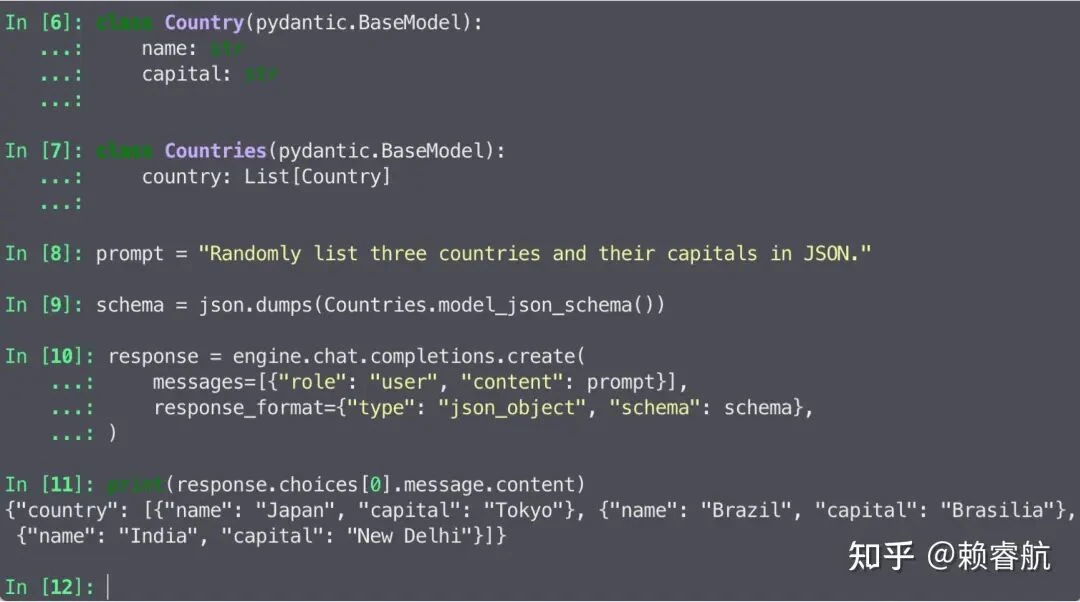 In [6]: class Country(pydantic.BaseModel):
   ...:     name: str
   ...:     capital: str
   ...:
In [7]: class Countries(pydantic.BaseModel):
   ...:     country: List[Country]
   ...:
In [8]: prompt = "Randomly list three countries and their capitals in JSON."
In [9]: schema = json.dumps(Countries.model_json_schema())
In [10]: response = engine.chat.completions.create(
    ...:     messages=[{"role": "user", "content": prompt}],
    ...:     response_format={"type": "json_object", "schema": schema},
    ...: )
In [11]: print(response.choices[0].message.content)
{"country": [{"name": "Japan", "capital": "Tokyo"}, {"name": "Brazil", "capital": "Brasilia"},
 {"name": "India", "capital": "New Delhi"}]}
知乎 @赖睿航
In [12]: